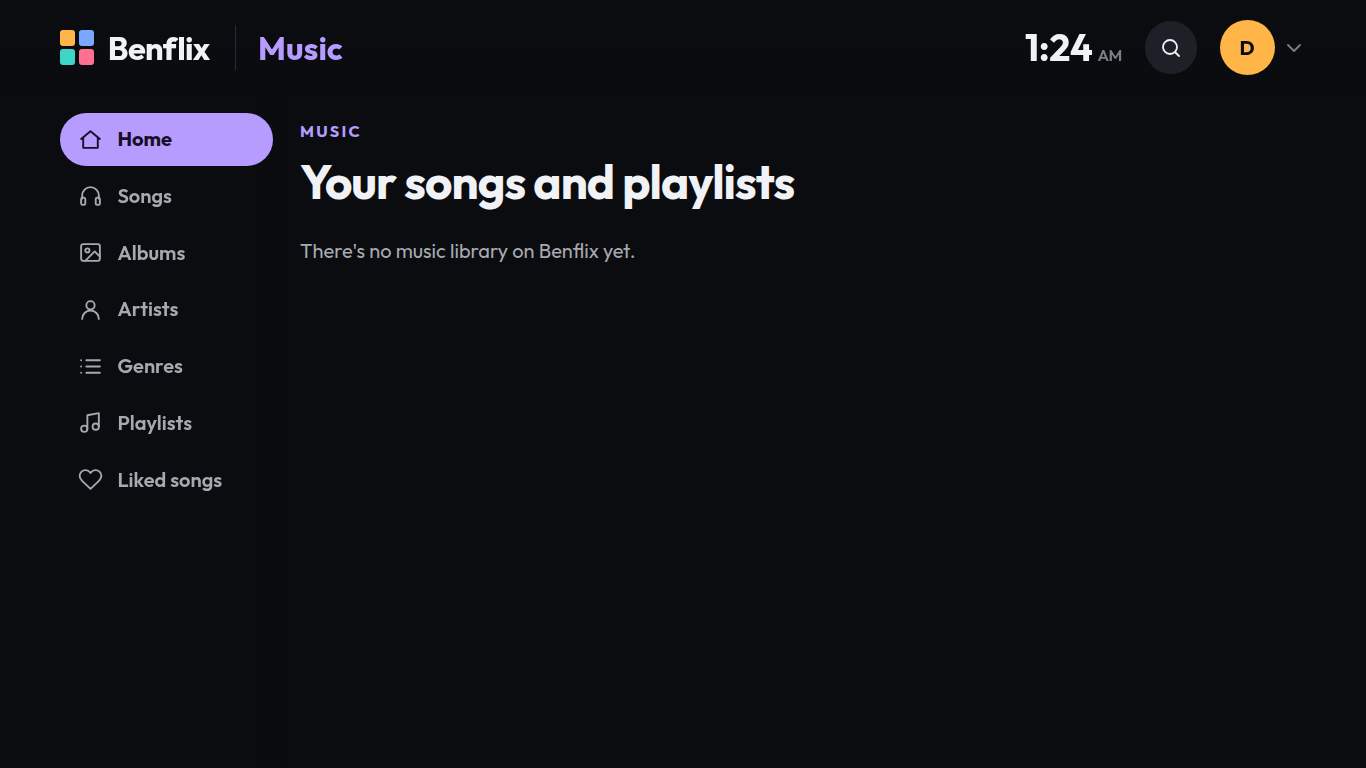 Benflix
Music
1:24 AM
D
Home
Songs
Albums
Artists
Genres
Playlists
Liked songs
MUSIC
Your songs and playlists
There's no music library on Benflix yet.